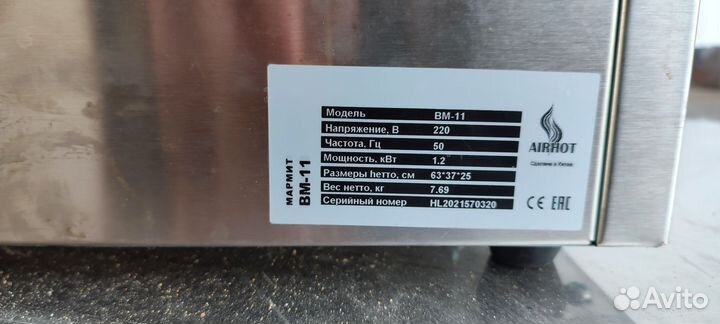 МАРМИТ
BM-11
Модель BM-11
Напряжение, В 220
Частота, Гц 50
Мощность, кВт 1.2
Размеры hетто, см 63*37*25
Вес нетто, кг 7.69
Серийный номер HL2021570320
AIRHOT
Сделано в Китае
CE EAC
Avito